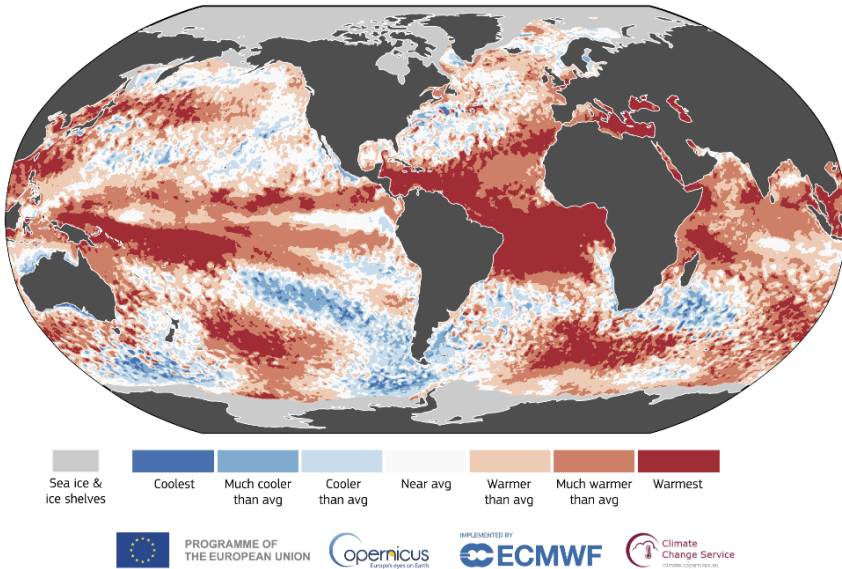 Sea ice &
ice shelves
Coolest
Much cooler
than avg
Cooler
than avg
Near avg
Warmer
than avg
Much warmer
than avg
Warmest
PROGRAMME OF
THE EUROPEAN UNION
Copernicus
Europe's eyes on Earth
IMPLEMENTED BY
ECMWF
Climate
Change Service
climate.copernicus.eu